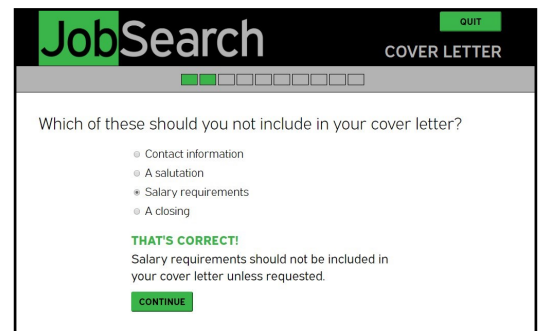 JobSearch
QUIT
COVER LETTER
Which of these should you not include in your cover letter?
Contact information
A salutation
Salary requirements
A closing
THAT'S CORRECT!
Salary requirements should not be included in
your cover letter unless requested.
CONTINUE